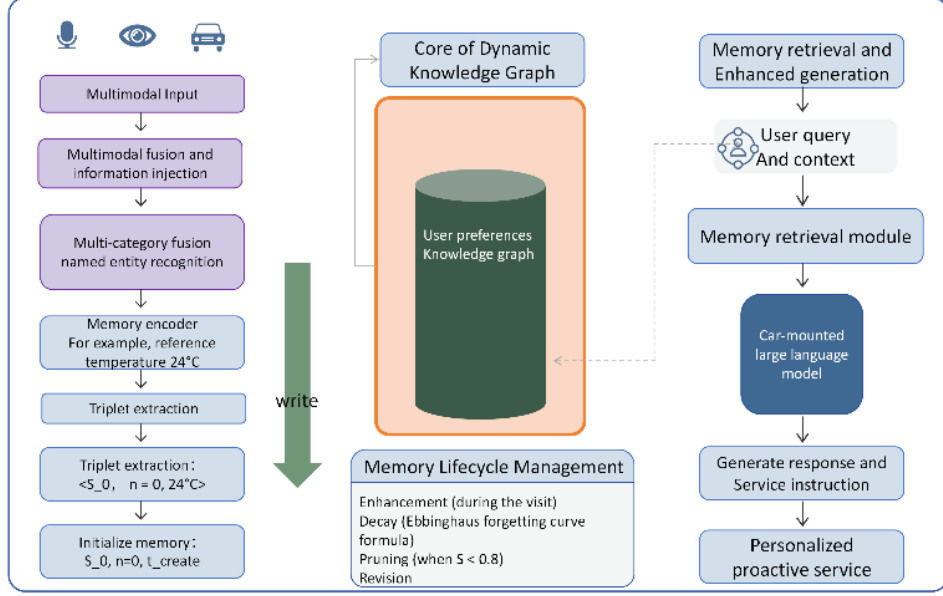 Multimodal Input
Multimodal fusion and
information injection
Multi-category fusion
named entity recognition
Memory encoder
For example, reference
temperature 24°C
Triplet extraction
Triplet extraction:
<S_0, n = 0, 24°C>
Initialize memory:
S_0, n=0, t_create
write
Core of Dynamic
Knowledge Graph
User preferences
Knowledge graph
Memory Lifecycle Management
Enhancement (during the visit)
Decay (Ebbinghaus forgetting curve
formula)
Pruning (when S < 0.8)
Revision
Memory retrieval and
Enhanced generation
User query
And context
Memory retrieval module
Car-mounted
large language
model
Generate response and
Service instruction
Personalized
proactive service